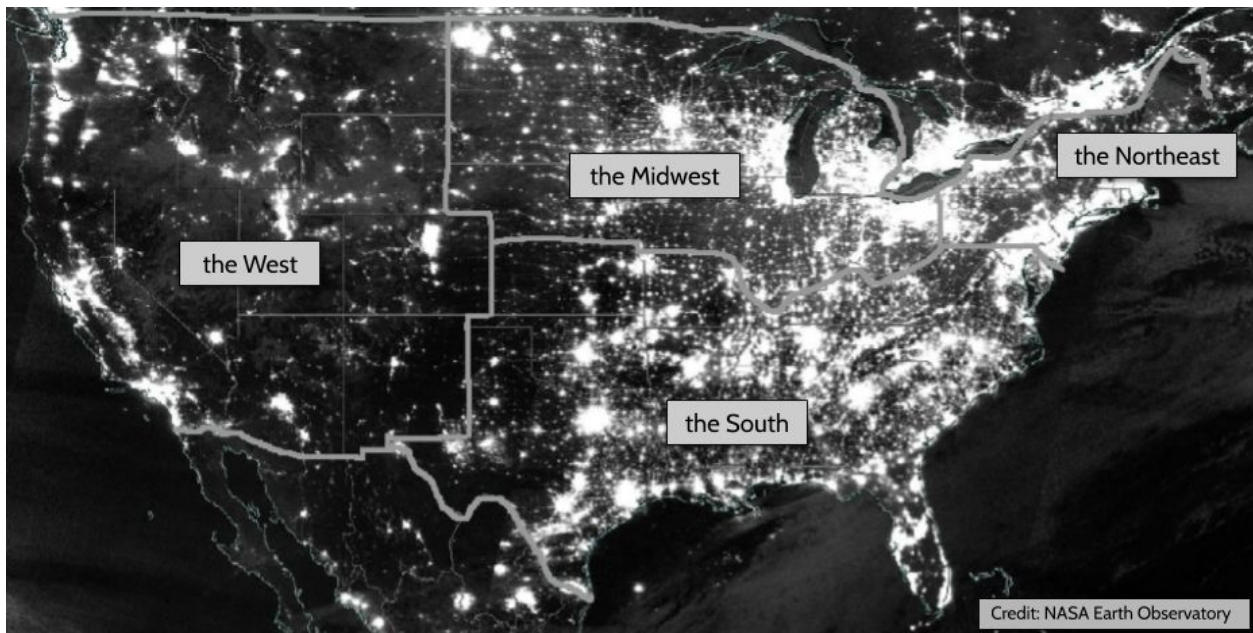 the Midwest
the Northeast
the West
the South
Credit: NASA Earth Observatory